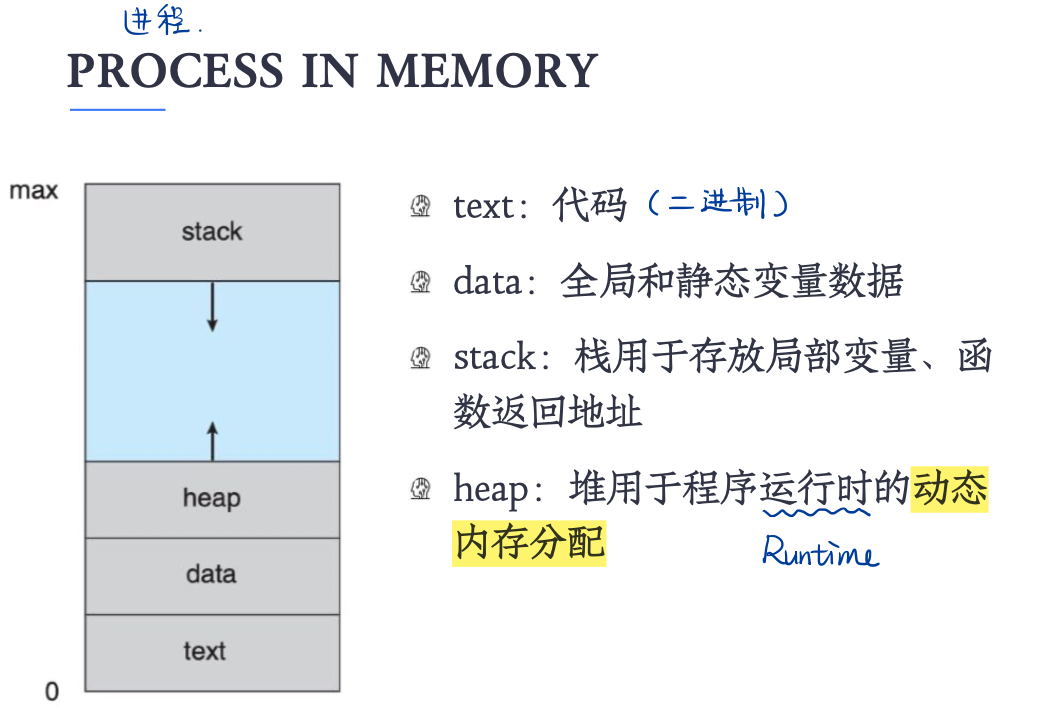 进程.
PROCESS IN MEMORY
max
stack
heap
data
text
0
text：代码（二进制）
data：全局和静态变量数据
stack：栈用于存放局部变量、函
数返回地址
heap：堆用于程序运行时的动态
内存分配
Runtime